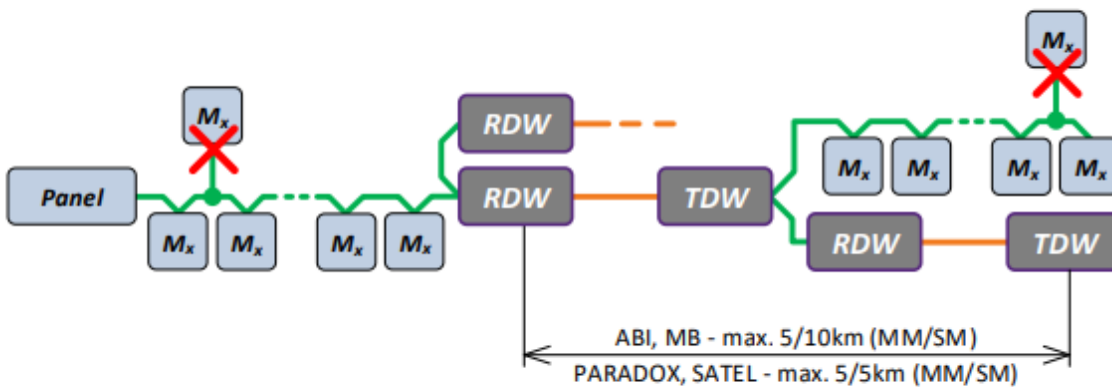 Mx
Mx
RDW
Panel
RDW
TDW
Mx
Mx
Mx
Mx
Mx
Mx
Mx
Mx
RDW
TDW
ABI, MB - max. 5/10km (MM/SM)
PARADOX, SATEL - max. 5/5km (MM/SM)